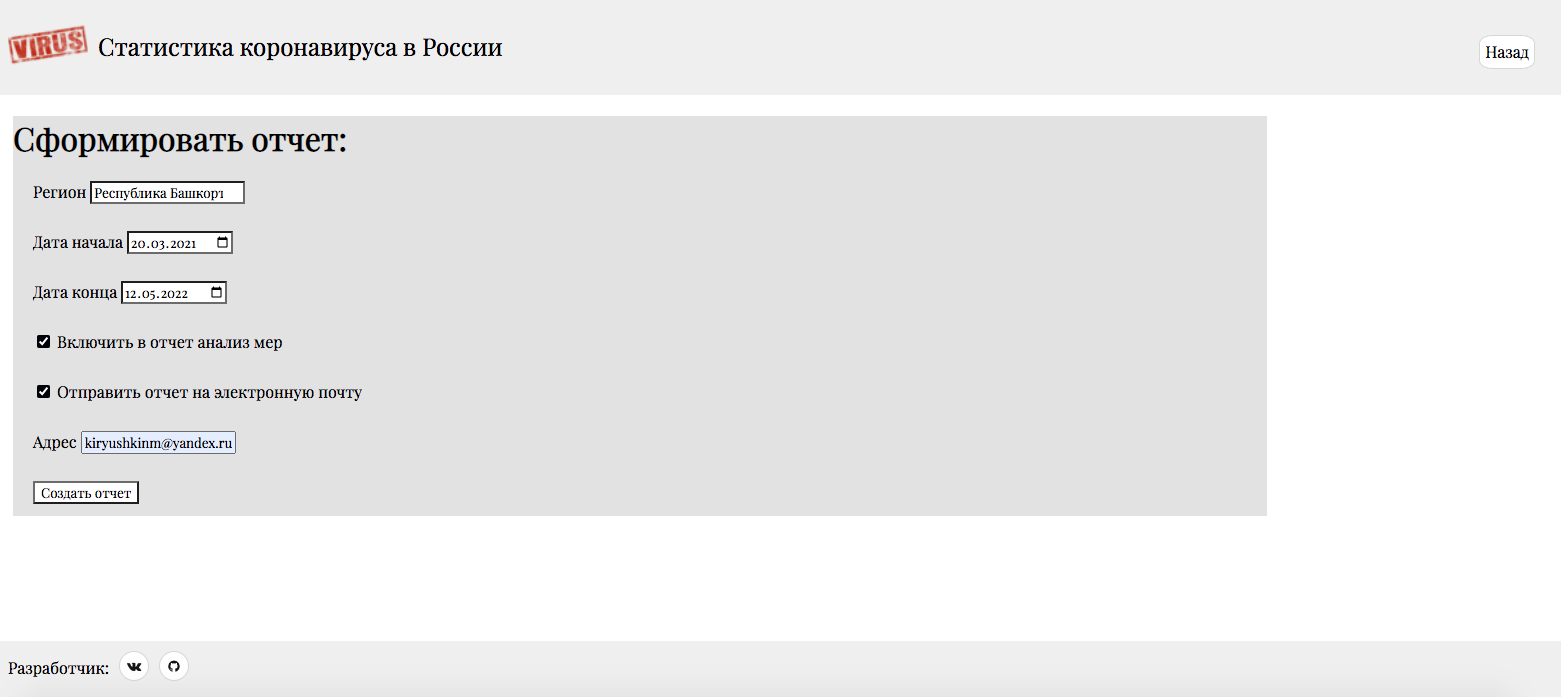 VIRUS Статистика коронавируса в России
Назад
Сформировать отчет:
Регион Республика Башкорт
Дата начала 20.03.2021
Дата конца 12.05.2022
Включить в отчет анализ мер
Отправить отчет на электронную почту
Адрес kiryushkinm@yandex.ru
Создать отчет
Разработчик: